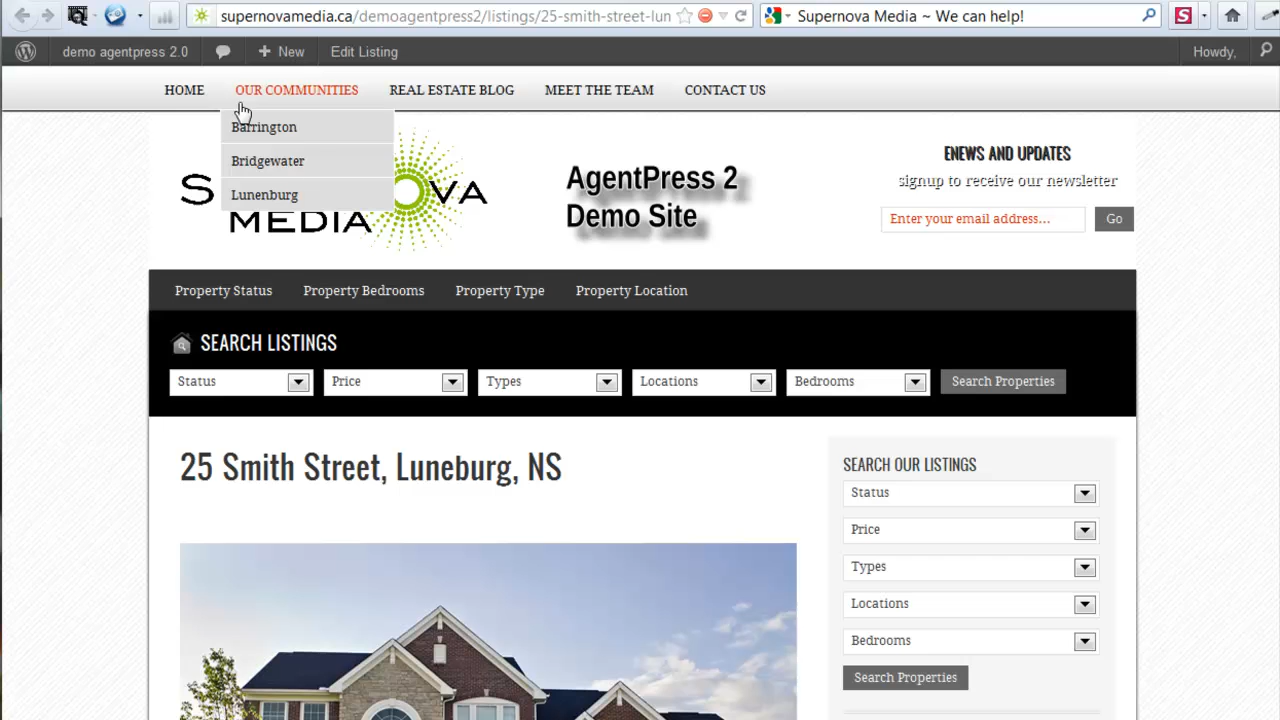 supernovamedia.ca/demoagentpress2/listings/25-smith-street-lun
Supernova Media ~ We can help!
S
demo agentpress 2.0
+ New
Edit Listing
Howdy,
HOME
OUR COMMUNITIES
REAL ESTATE BLOG
MEET THE TEAM
CONTACT US
Barrington
Bridgewater
Lunenburg
S VA
MEDIA
AgentPress 2
Demo Site
ENEWS AND UPDATES
signup to receive our newsletter
Enter your email address...
Go
Property Status
Property Bedrooms
Property Type
Property Location
SEARCH LISTINGS
Status
Price
Types
Locations
Bedrooms
Search Properties
25 Smith Street, Luneburg, NS
SEARCH OUR LISTINGS
Status
Price
Types
Locations
Bedrooms
Search Properties